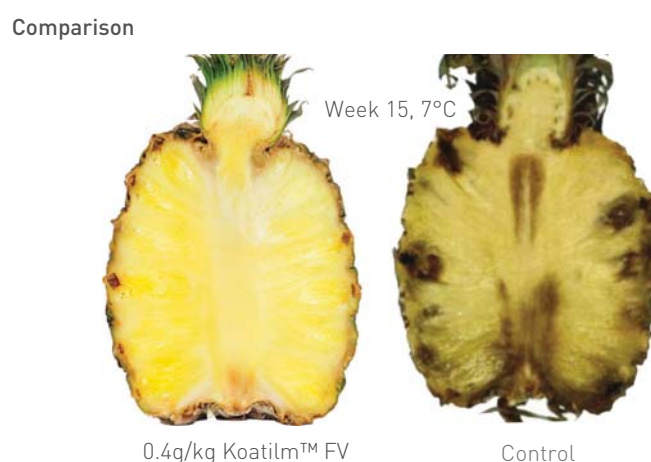 Comparison
Week 15, 7°C
0.4g/kg Koatilm™ FV
Control